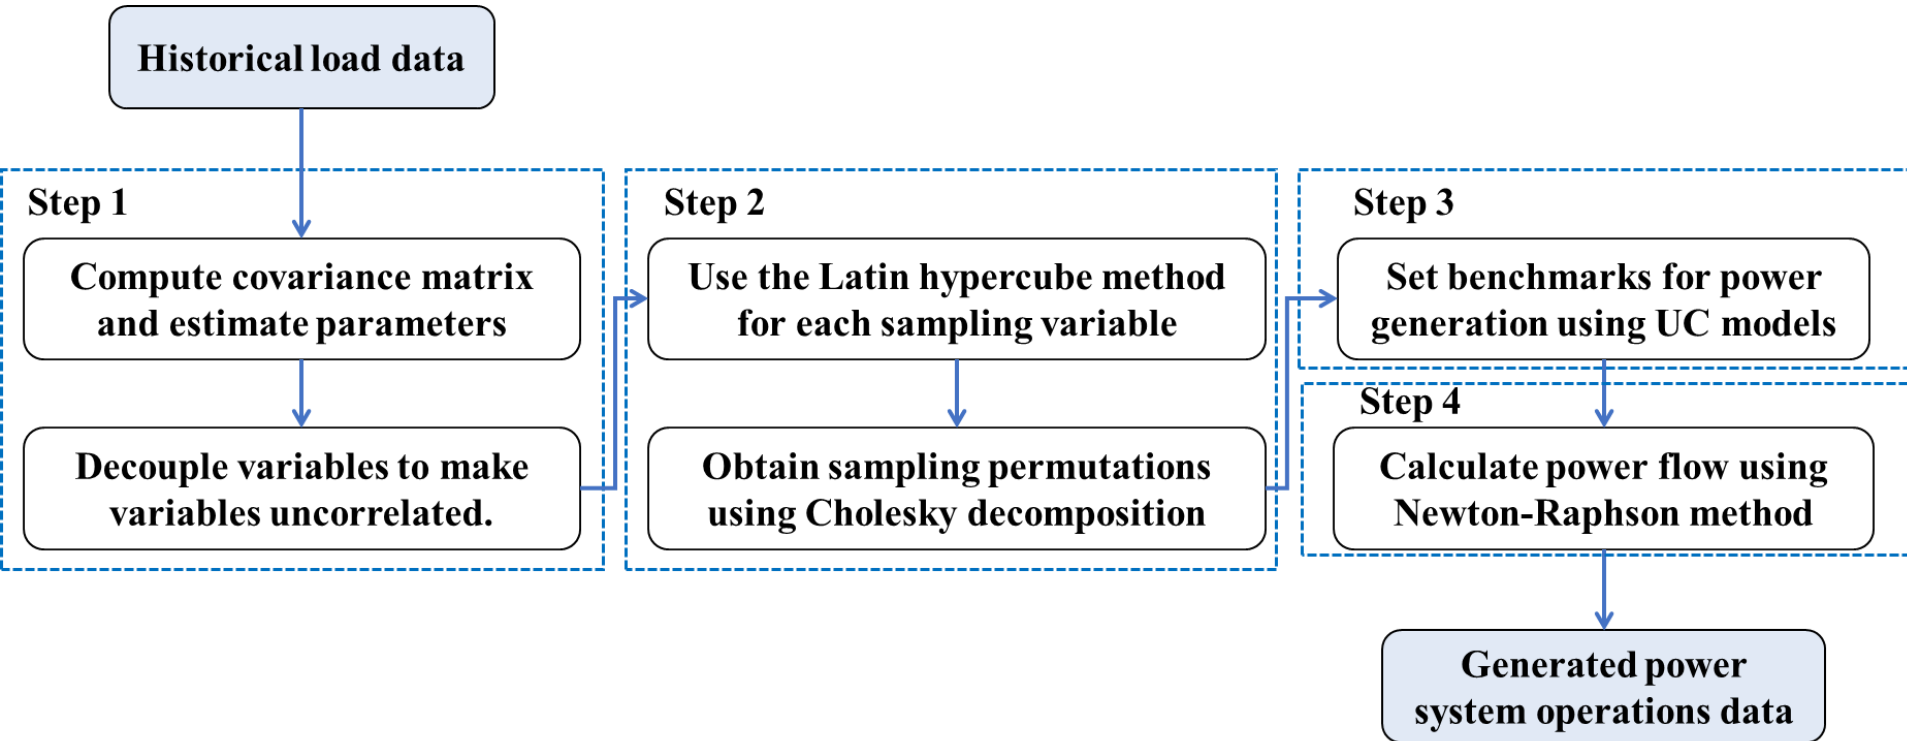 Historical load data
Step 1
Compute covariance matrix
and estimate parameters
Decouple variables to make
variables uncorrelated.
Step 2
Use the Latin hypercube method
for each sampling variable
Obtain sampling permutations
using Cholesky decomposition
Step 3
Set benchmarks for power
generation using UC models
Step 4
Calculate power flow using
Newton-Raphson method
Generated power
system operations data